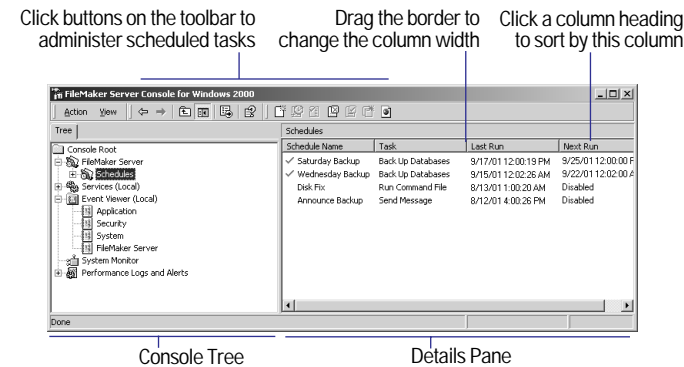 Click buttons on the toolbar to
administer scheduled tasks
Drag the border to
change the column width
Click a column heading
to sort by this column
FileMaker Server Console for Windows 2000
Action View
Tree
Schedules
Console Root
FileMaker Server
Schedules
Services (Local)
Event Viewer (Local)
Application
Security
System
FileMaker Server
System Monitor
Performance Logs and Alerts
Schedule Name Task Last Run Next Run
Saturday Backup Back Up Databases 9/17/01 12:00:19 PM 9/25/01 12:00:00 P
Wednesday Backup Back Up Databases 9/15/01 12:02:26 AM 9/22/01 12:02:00 A
Disk Fix Run Command File 8/13/01 1:00:20 AM Disabled
Announce Backup Send Message 8/12/01 4:00:26 PM Disabled
Done
Console Tree
Details Pane